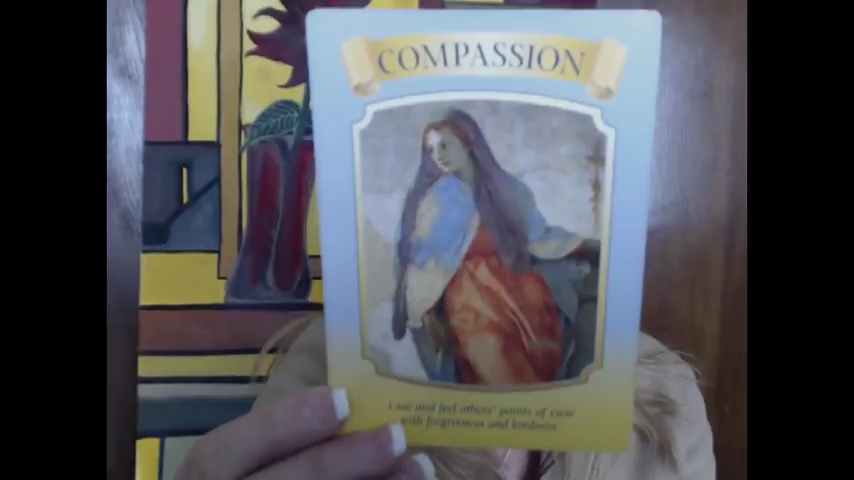 COMPASSION
I see and feel others' points of view
with forgiveness and kindness.